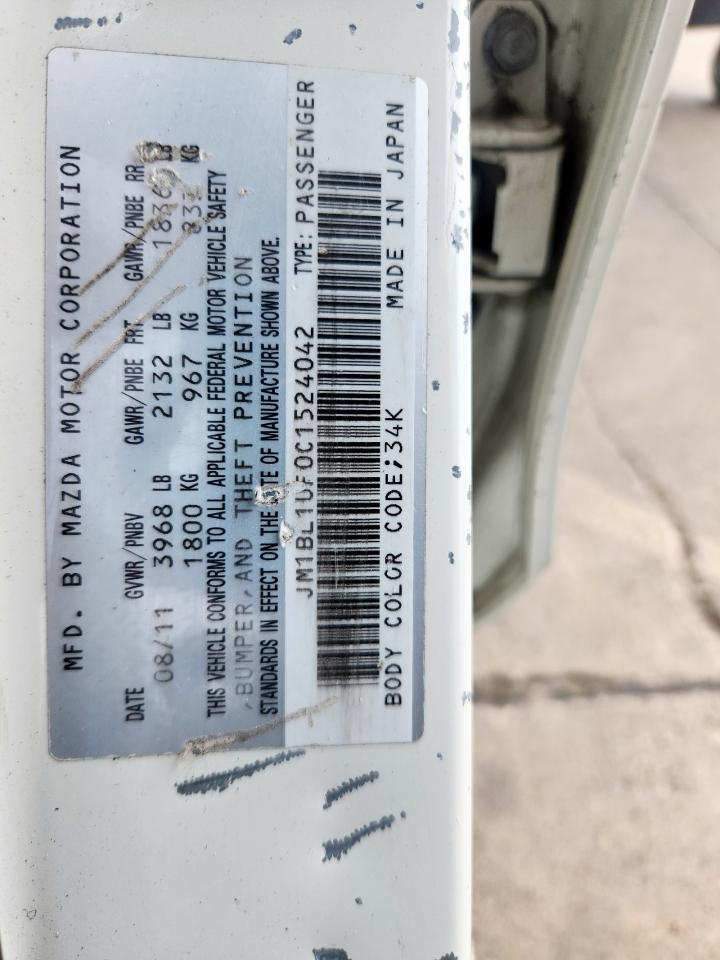 MFD. BY MAZDA MOTOR CORPORATION
DATE GVWR/PNBV GAWR/PNBE FRT GAWR/PNBE RR
08/11 3968 LB 2132 LB LB
1800 KG 967 KG KG
THIS VEHICLE CONFORMS TO ALL APPLICABLE FEDERAL MOTOR VEHICLE SAFETY
,BUMPER,AND THEFT PREVENTION
STANDARDS IN EFFECT ON THE DATE OF MANUFACTURE SHOWN ABOVE.
JM1BL1UF0C1524042 TYPE: PASSENGER
BODY COLOR CODE;34K MADE IN JAPAN